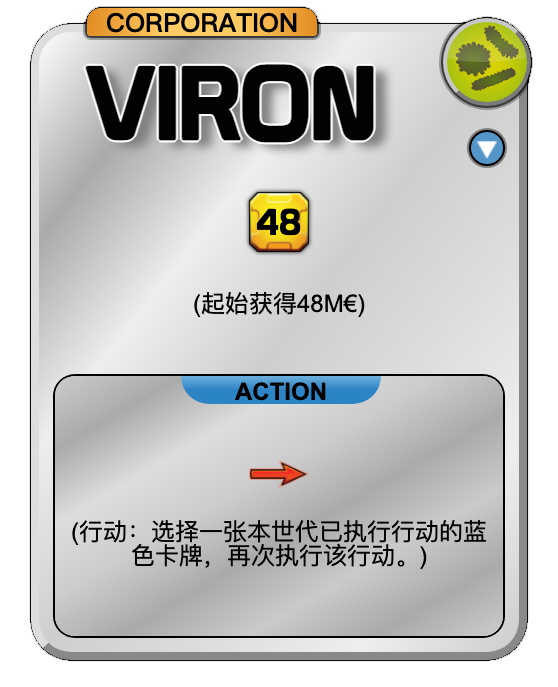 CORPORATION
VIRON
48
(起始获得48M€)
ACTION
(行动：选择一张本世代已执行行动的蓝
色卡牌，再次执行该行动。)